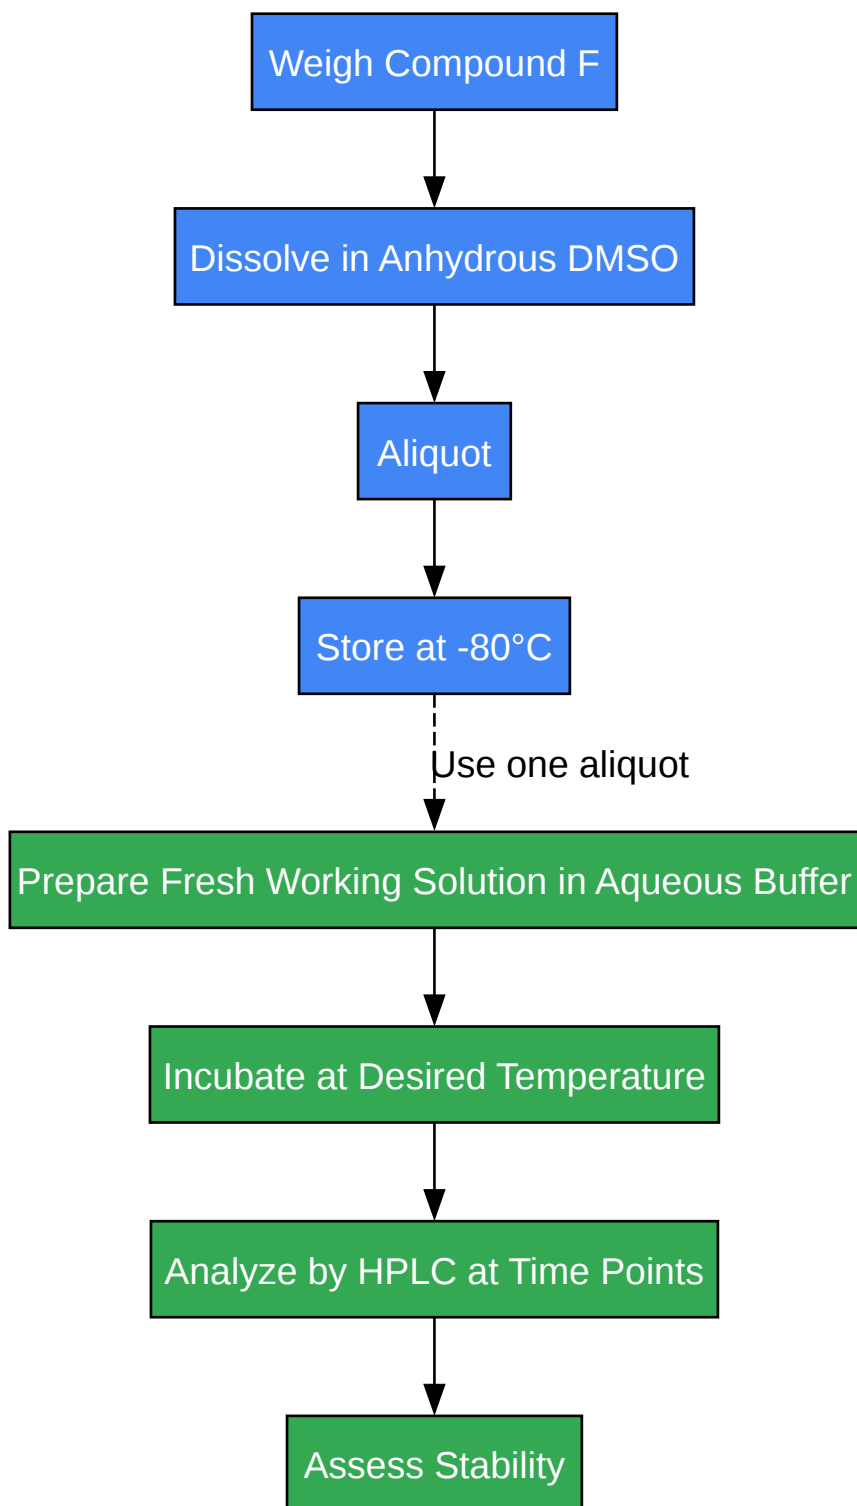 Weigh Compound F
Dissolve in Anhydrous DMSO
Aliquot
Store at -80°C
Use one aliquot
Prepare Fresh Working Solution in Aqueous Buffer
Incubate at Desired Temperature
Analyze by HPLC at Time Points
Assess Stability